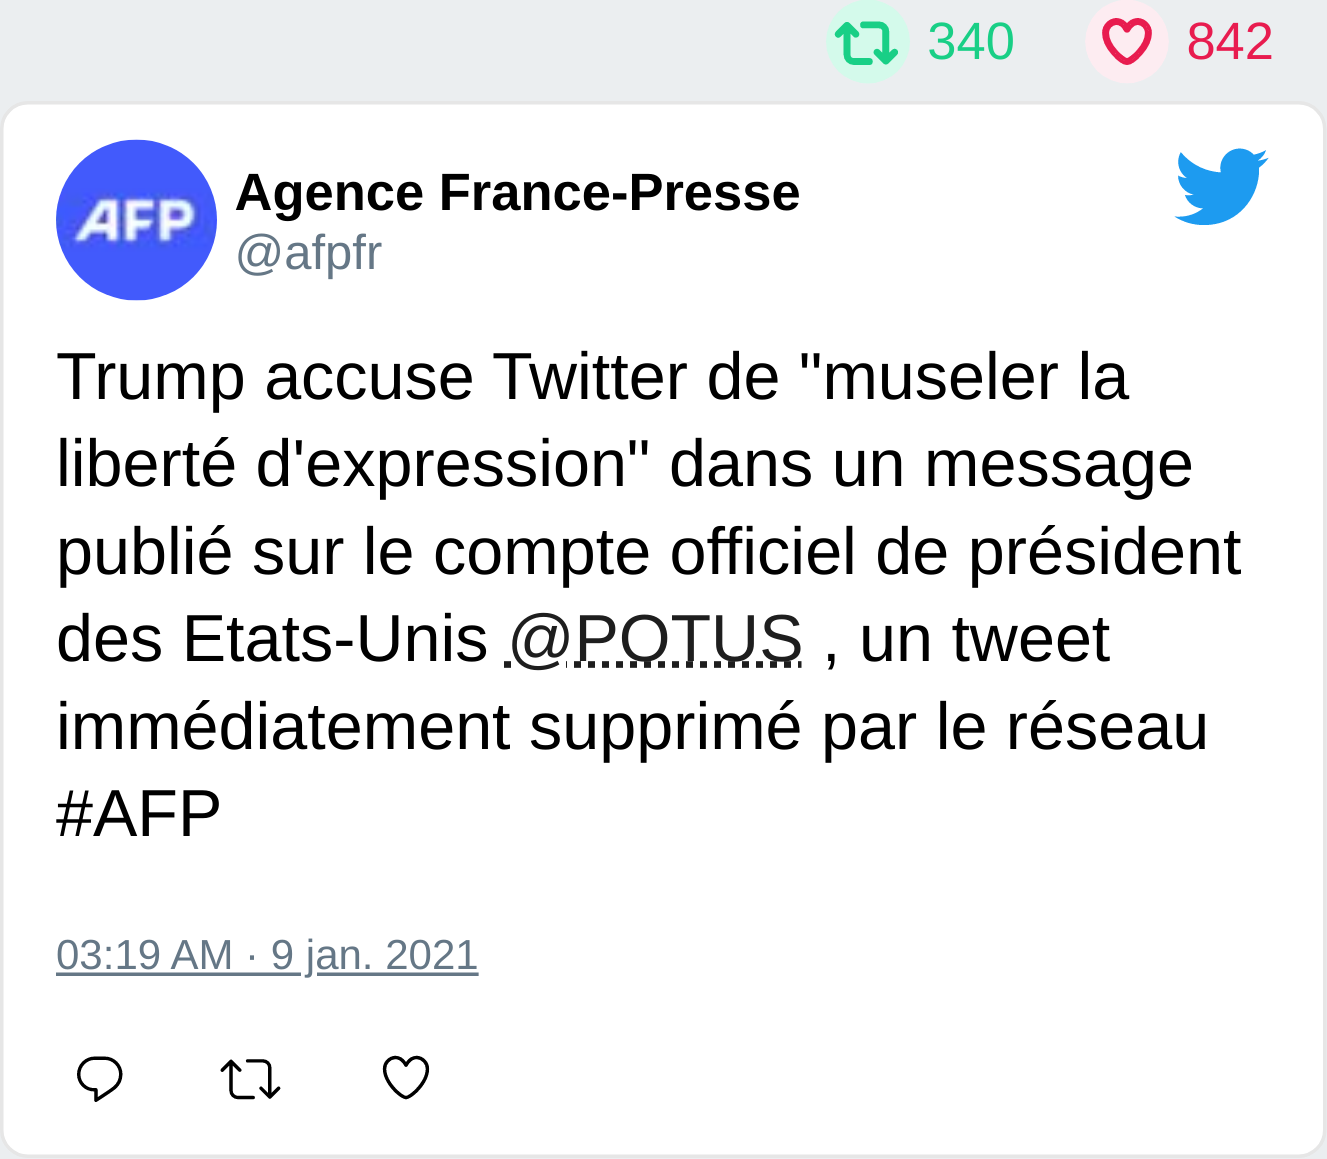 340 842
AFP
Agence France-Presse
@afpfr
Trump accuse Twitter de "museler la
liberté d'expression" dans un message
publié sur le compte officiel de président
des Etats-Unis @POTUS , un tweet
immédiatement supprimé par le réseau
#AFP
03:19 AM · 9 jan. 2021